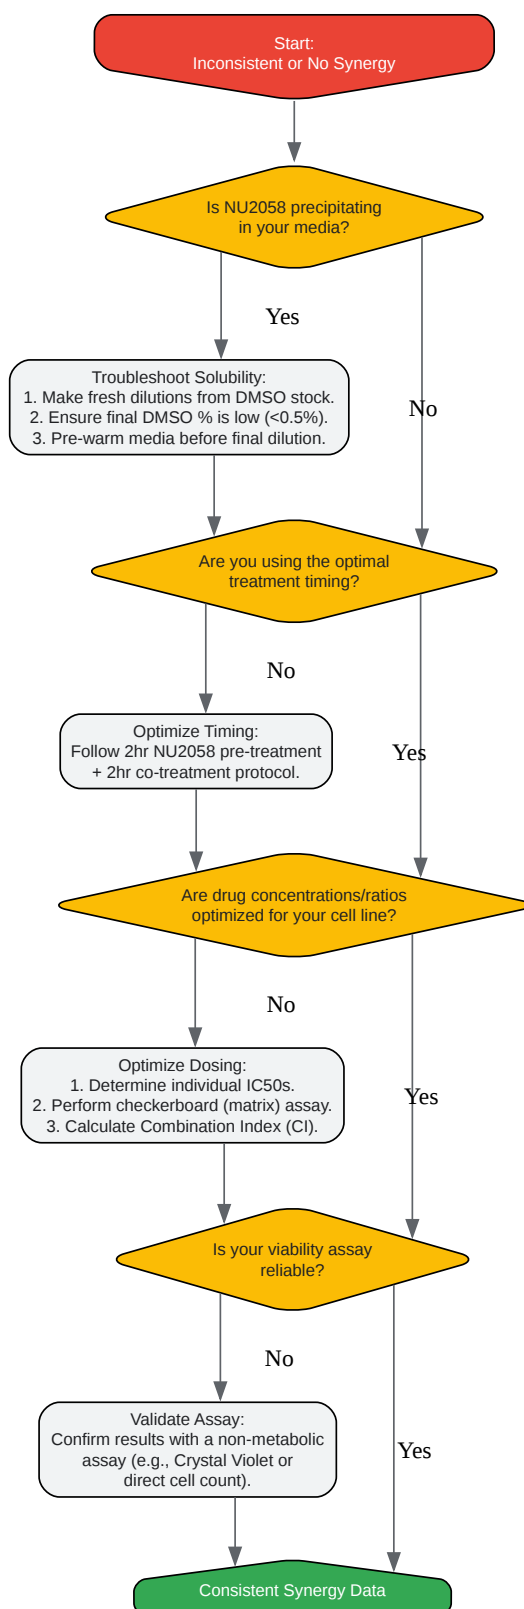 Start:
Inconsistent or No Synergy
Is NU2058 precipitating
in your media?
Yes
Troubleshoot Solubility:
1. Make fresh dilutions from DMSO stock.
2. Ensure final DMSO % is low (<0.5%).
3. Pre-warm media before final dilution.
No
Are you using the optimal
treatment timing?
No
Optimize Timing:
Follow 2hr NU2058 pre-treatment
+ 2hr co-treatment protocol.
Yes
Are drug concentrations/ratios
optimized for your cell line?
No
Optimize Dosing:
1. Determine individual IC50s.
2. Perform checkerboard (matrix) assay.
3. Calculate Combination Index (CI).
Yes
Is your viability assay
reliable?
No
Validate Assay:
Confirm results with a non-metabolic
assay (e.g., Crystal Violet or
direct cell count).
Yes
Consistent Synergy Data